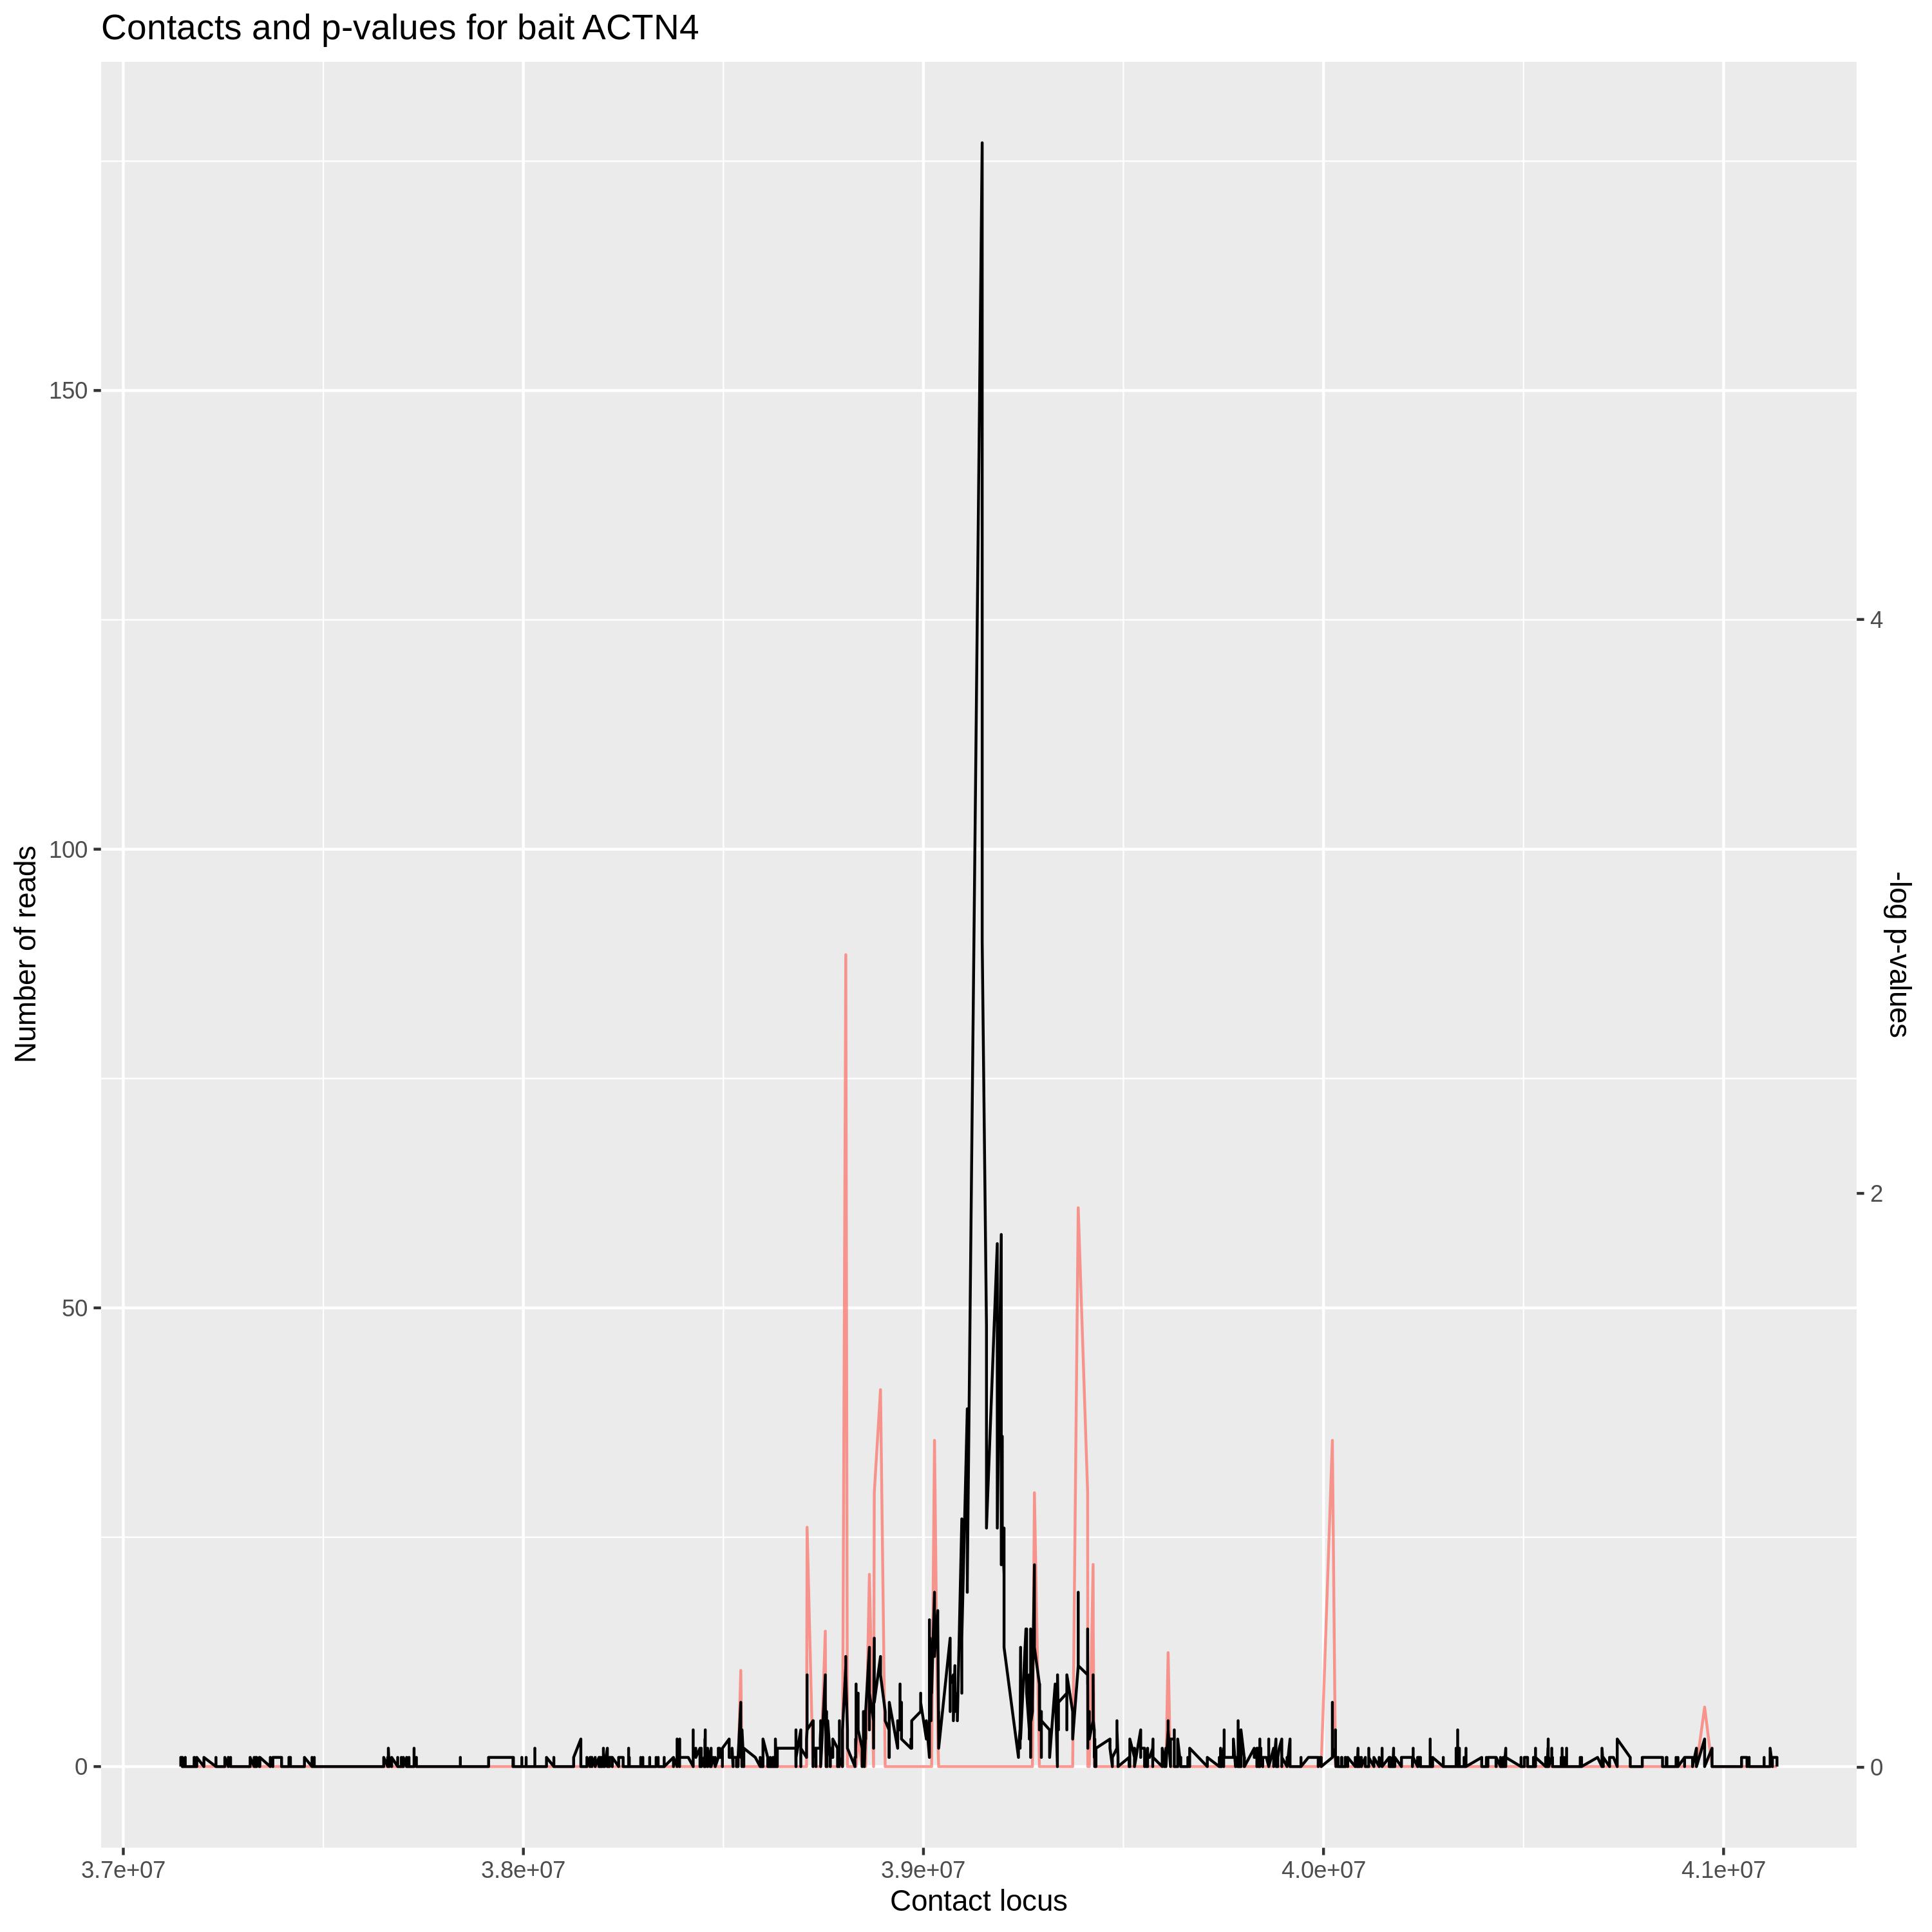 Contacts and p-values for bait ACTN4
Number of reads
150
100
50
0
4
2
0
-log p-values
3.7e+07
3.8e+07
3.9e+07
4.0e+07
4.1e+07
Contact locus